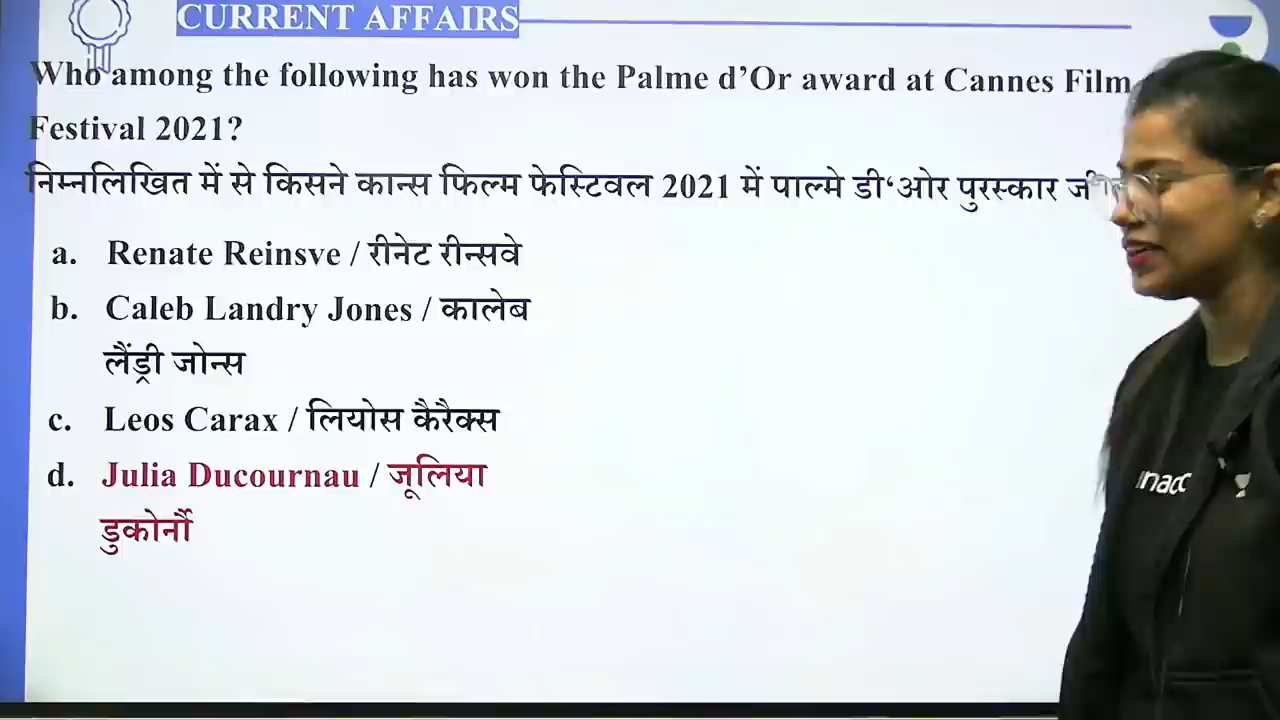 CURRENT AFFAIRS
Who among the following has won the Palme d’Or award at Cannes Film
Festival 2021?
निम्नलिखित में से किसने कान्स फिल्म फेस्टिवल 2021 में पाल्मे डी‘ओर पुरस्कार
a. Renate Reinsve / रीनेट रीन्सवे
b. Caleb Landry Jones / कालेब
लैंड्री जोन्स
c. Leos Carax / लियोस कैरैक्स
d. Julia Ducournau / जूलिया
डुकोर्नौ
unac